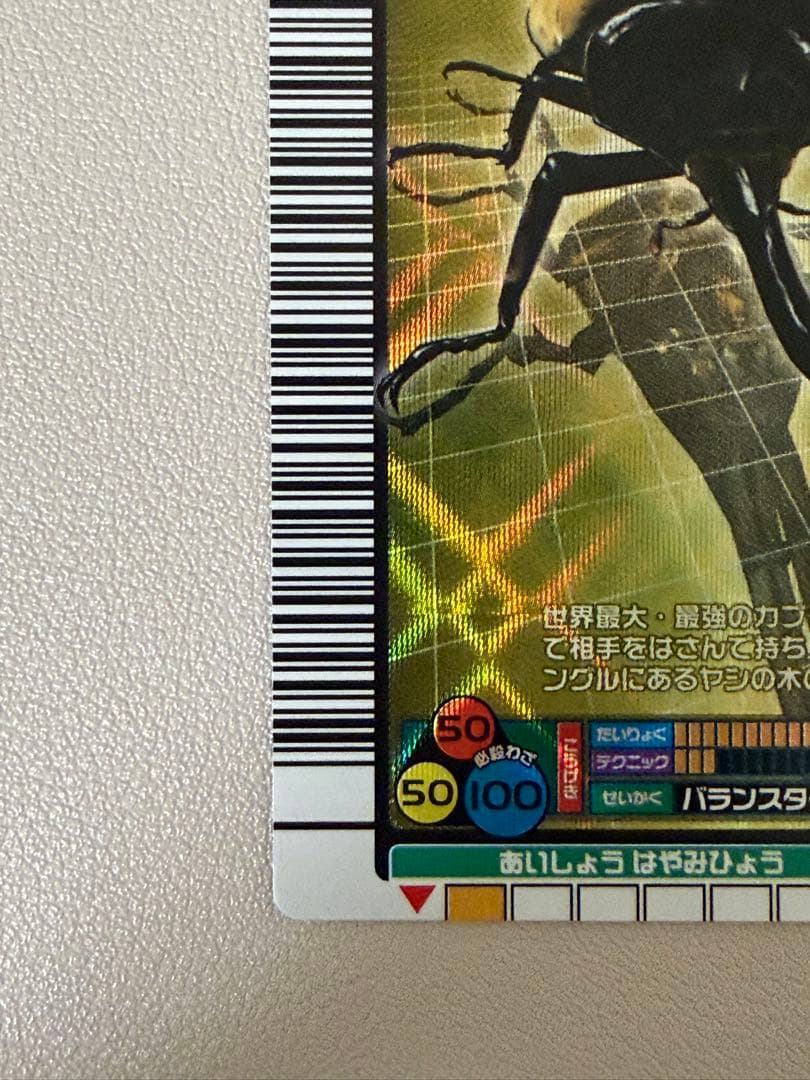 世界最大・最強のカブ
で相手をはさんで持ち
ングルにあるヤシの木の
50
必殺わざ
50
100
こうげき
たいりょく
テクニック
せいかく
バランスタ
あいしょう はやみひょう